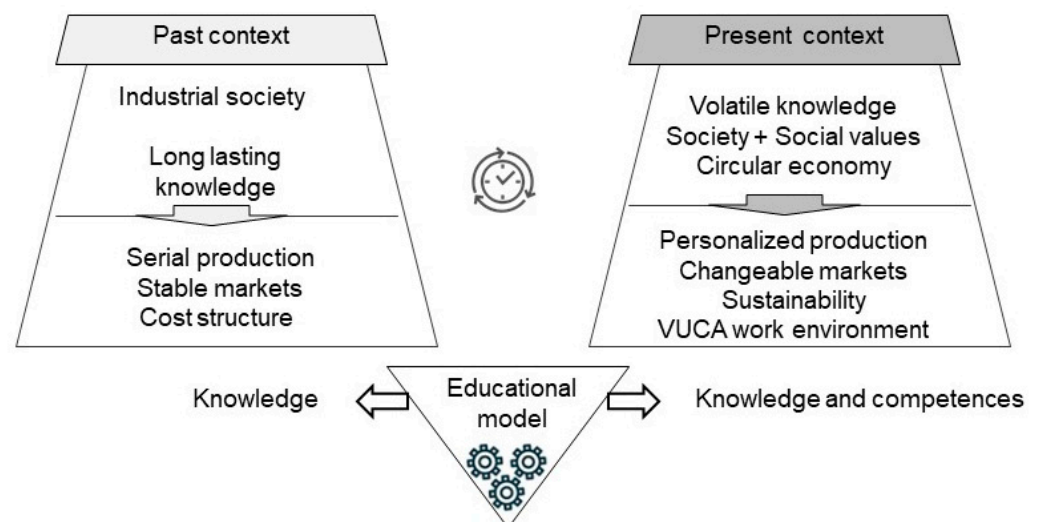 Past context
Industrial society
Long lasting
knowledge
Serial production
Stable markets
Cost structure
Present context
Volatile knowledge
Society + Social values
Circular economy
Personalized production
Changeable markets
Sustainability
VUCA work environment
Knowledge
Educational
model
Knowledge and competences